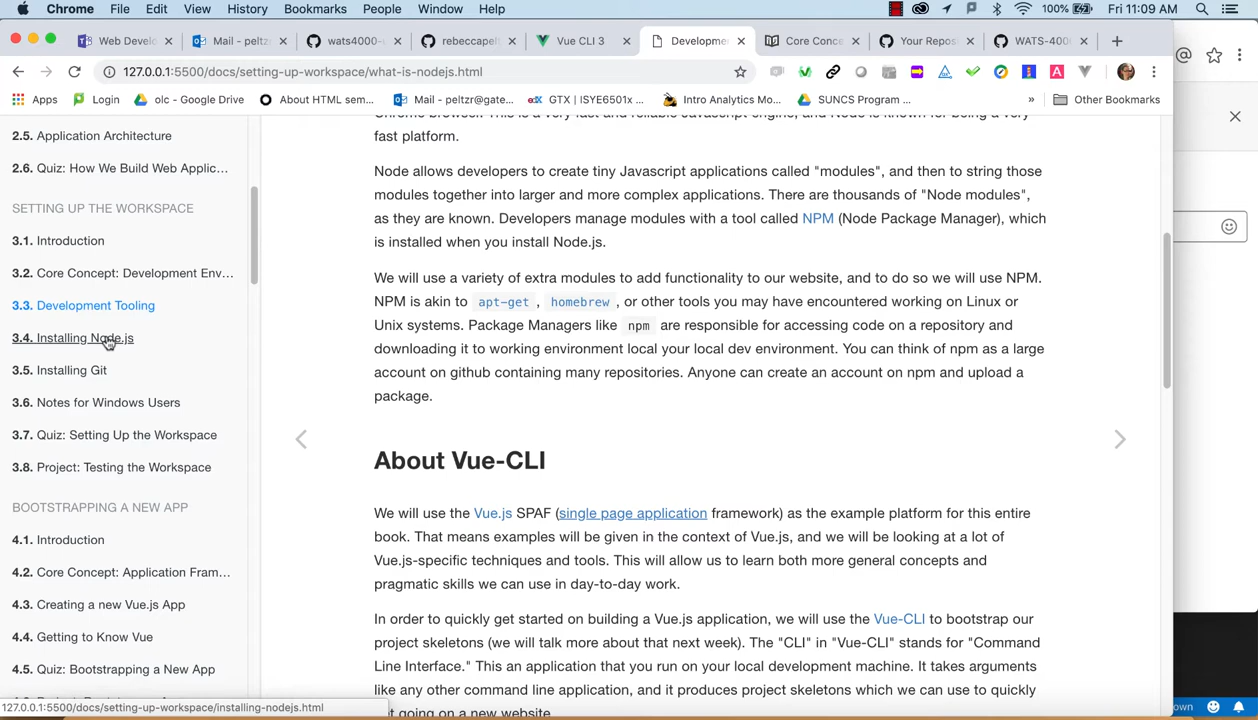 Chrome File Edit View History Bookmarks People Window Help 100% Fri 11:09 AM
Web Develo Mail - peltz wats4000-u rebeccapel Vue CLI 3 Developme Core Conce Your Repos WATS-400
127.0.0.1:5500/docs/setting-up-workspace/what-is-nodejs.html
Apps Login olc - Google Drive About HTML sem... Mail - peltzr@gate... GTX | ISYE6501x ... Intro Analytics Mo... SUNCS Program ... » Other Bookmarks
2.5. Application Architecture
2.6. Quiz: How We Build Web Applic...
SETTING UP THE WORKSPACE
3.1. Introduction
3.2. Core Concept: Development Env...
3.3. Development Tooling
3.4. Installing Node.js
3.5. Installing Git
3.6. Notes for Windows Users
3.7. Quiz: Setting Up the Workspace
3.8. Project: Testing the Workspace
BOOTSTRAPPING A NEW APP
4.1. Introduction
4.2. Core Concept: Application Fram...
4.3. Creating a new Vue.js App
4.4. Getting to Know Vue
4.5. Quiz: Bootstrapping a New App
127.0.0.1:5500/docs/setting-up-workspace/installing-nodejs.html
Chrome browser. This is a very fast and reliable Javascript engine, and Node is known for being a very
fast platform.
Node allows developers to create tiny Javascript applications called "modules", and then to string those
modules together into larger and more complex applications. There are thousands of "Node modules",
as they are known. Developers manage modules with a tool called NPM (Node Package Manager), which
is installed when you install Node.js.
We will use a variety of extra modules to add functionality to our website, and to do so we will use NPM.
NPM is akin to apt-get , homebrew , or other tools you may have encountered working on Linux or
Unix systems. Package Managers like npm are responsible for accessing code on a repository and
downloading it to working environment local your local dev environment. You can think of npm as a large
account on github containing many repositories. Anyone can create an account on npm and upload a
package.
About Vue-CLI
We will use the Vue.js SPAF (single page application framework) as the example platform for this entire
book. That means examples will be given in the context of Vue.js, and we will be looking at a lot of
Vue.js-specific techniques and tools. This will allow us to learn both more general concepts and
pragmatic skills we can use in day-to-day work.
In order to quickly get started on building a Vue.js application, we will use the Vue-CLI to bootstrap our
project skeletons (we will talk more about that next week). The "CLI" in "Vue-CLI" stands for "Command
Line Interface." This an application that you run on your local development machine. It takes arguments
like any other command line application, and it produces project skeletons which we can use to quickly
get going on a new website.
own